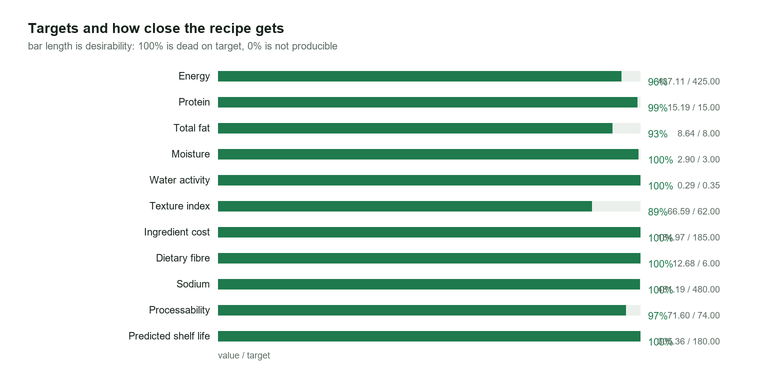 Targets and how close the recipe gets
bar length is desirability: 100% is dead on target, 0% is not producible
Energy 96% / 425.00
Protein 99% 15.19 / 15.00
Total fat 93% 8.64 / 8.00
Moisture 100% 2.90 / 3.00
Water activity 100% 0.29 / 0.35
Texture index 89% 66.59 / 62.00
Ingredient cost 100% / 185.00
Dietary fibre 100% 12.68 / 6.00
Sodium 100% / 480.00
Processability 97% 71.60 / 74.00
Predicted shelf life 100% / 180.00
value / target